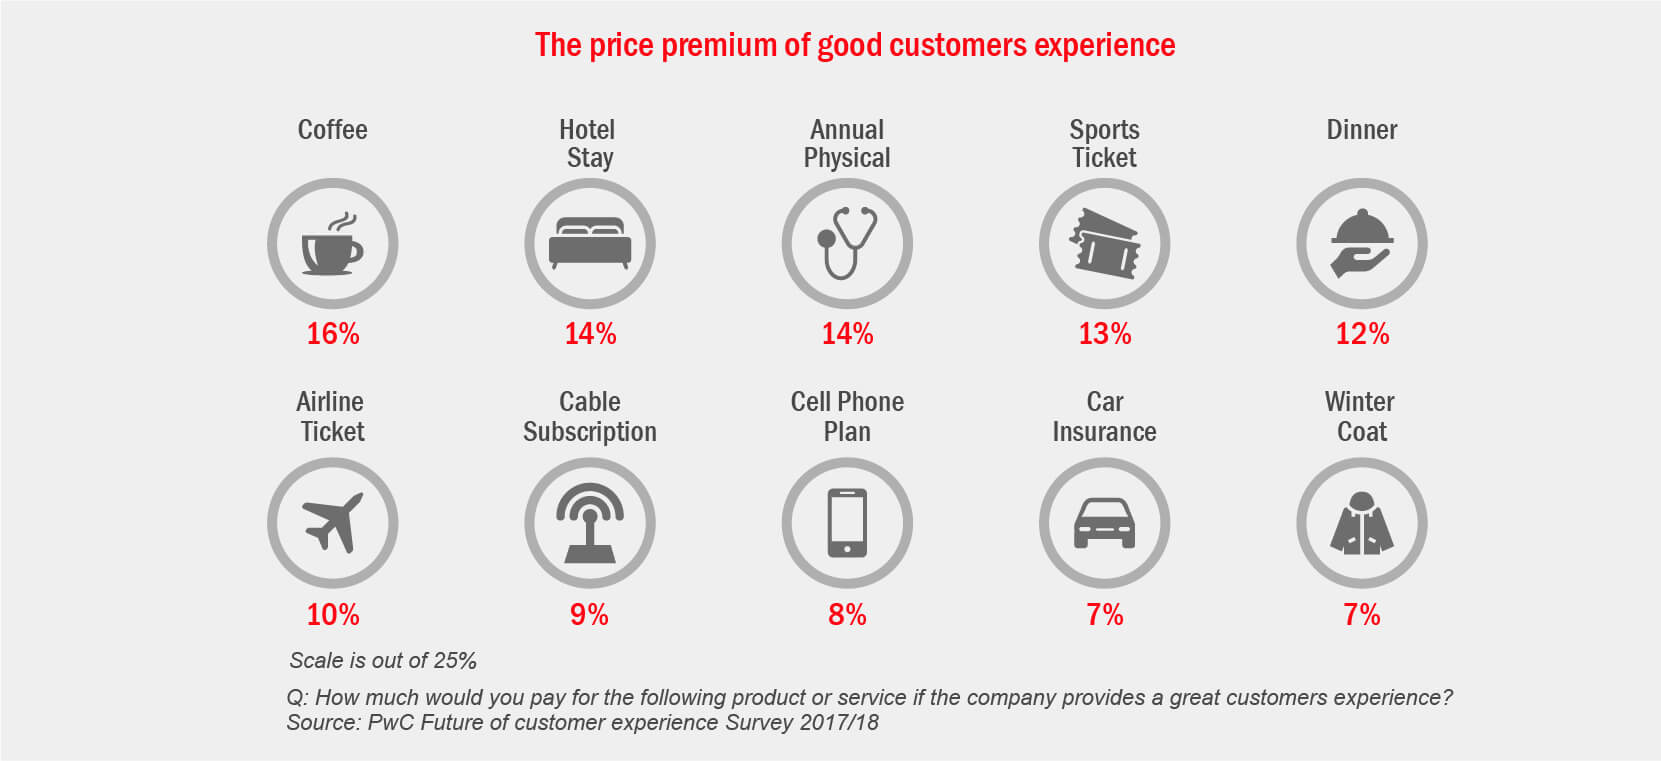 The price premium of good customers experience
Coffee
Hotel
Stay
Annual
Physical
Sports
Ticket
Dinner
16%
14%
14%
13%
12%
Airline
Ticket
Cable
Subscription
Cell Phone
Plan
Car
Insurance
Winter
Coat
10%
9%
8%
7%
7%
Scale is out of 25%
Q: How much would you pay for the following product or service if the company provides a great customers experience?
Source: PwC Future of customer experience Survey 2017/18